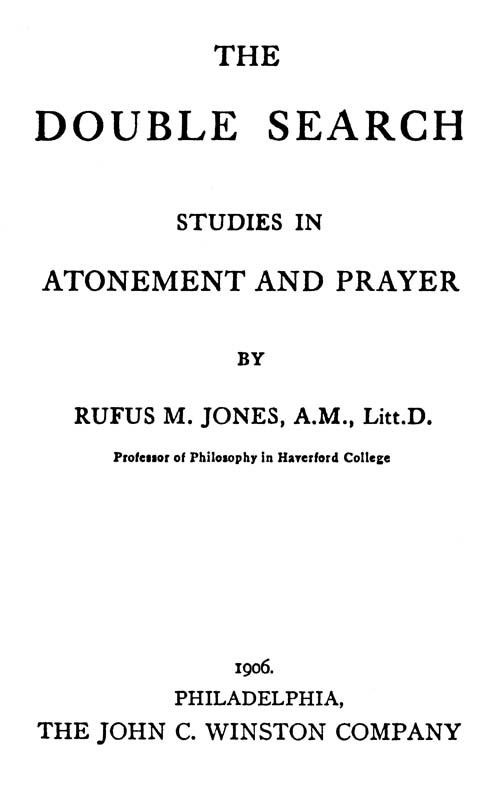 THE
DOUBLE SEARCH
STUDIES IN
ATONEMENT AND PRAYER
BY
RUFUS M. JONES, A.M., Litt.D.
Professor of Philosophy in Haverford College
1906.
PHILADELPHIA,
THE JOHN C. WINSTON COMPANY